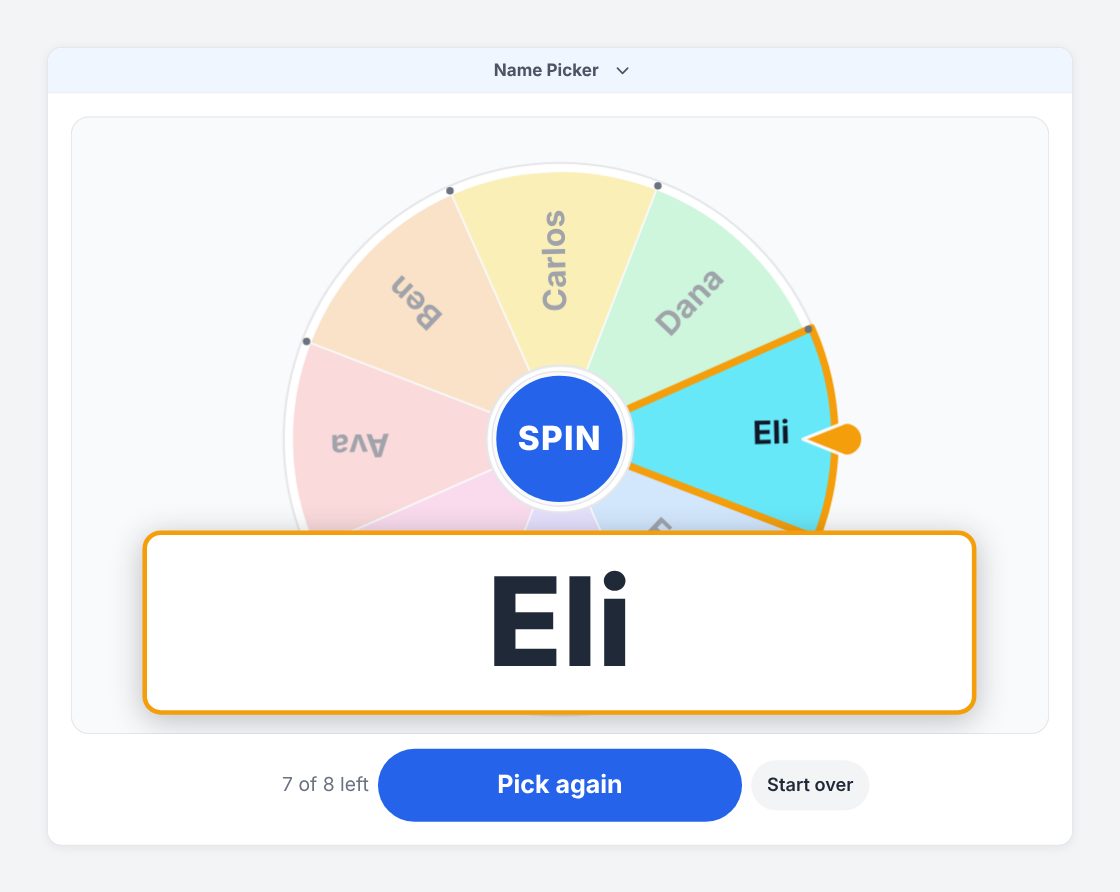 Name Picker
Carlos
Ben
Dana
Ava
SPIN
Eli
Eli
7 of 8 left
Pick again
Start over